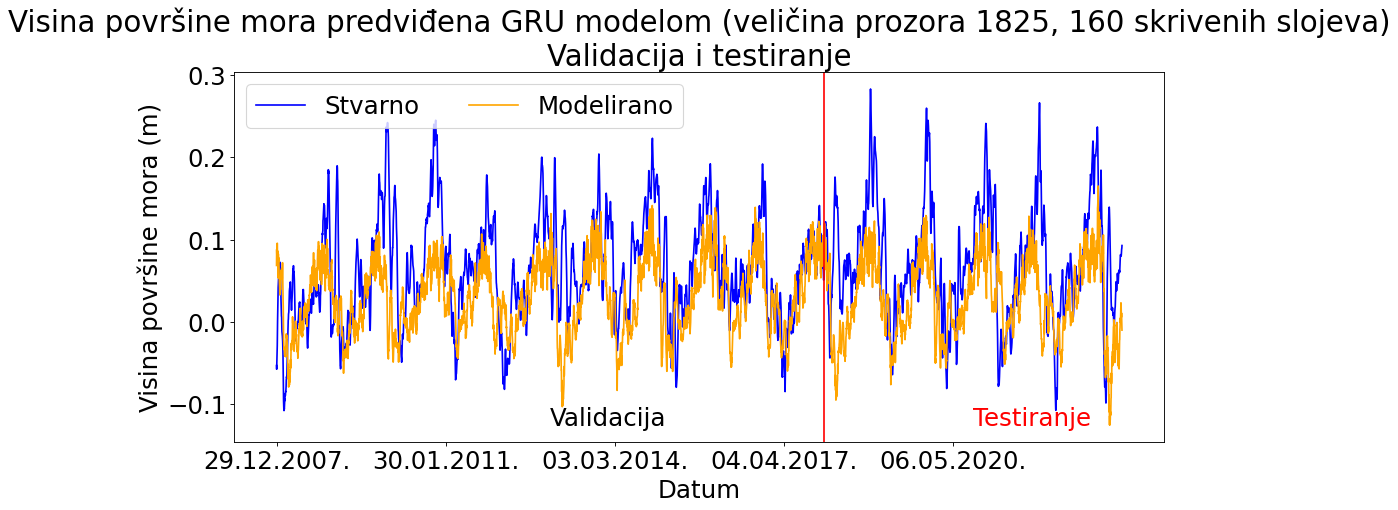 Visina površine mora predviđena GRU modelom (veličina prozora 1825, 160 skrivenih slojeva)
Validacija i testiranje
Stvarno
Modelirano
Visina površine mora (m)
0.3
0.2
0.1
0.0
−0.1
Validacija
Testiranje
29.12.2007.
30.01.2011.
03.03.2014.
04.04.2017.
06.05.2020.
Datum